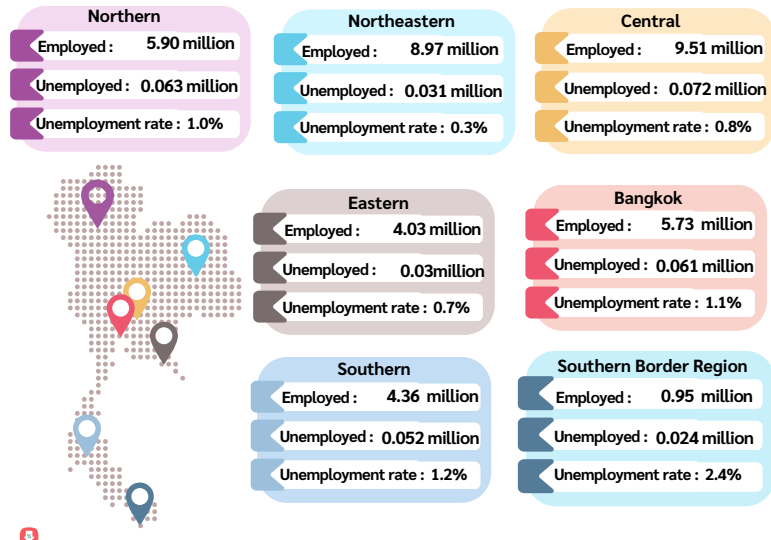 Northern
Employed : 5.90 million
Unemployed : 0.063 million
Unemployment rate : 1.0%
Northeastern
Employed : 8.97 million
Unemployed : 0.031 million
Unemployment rate : 0.3%
Central
Employed : 9.51 million
Unemployed : 0.072 million
Unemployment rate : 0.8%
Eastern
Employed : 4.03 million
Unemployed : 0.03million
Unemployment rate : 0.7%
Bangkok
Employed : 5.73 million
Unemployed : 0.061 million
Unemployment rate : 1.1%
Southern
Employed : 4.36 million
Unemployed : 0.052 million
Unemployment rate : 1.2%
Southern Border Region
Employed : 0.95 million
Unemployed : 0.024 million
Unemployment rate : 2.4%